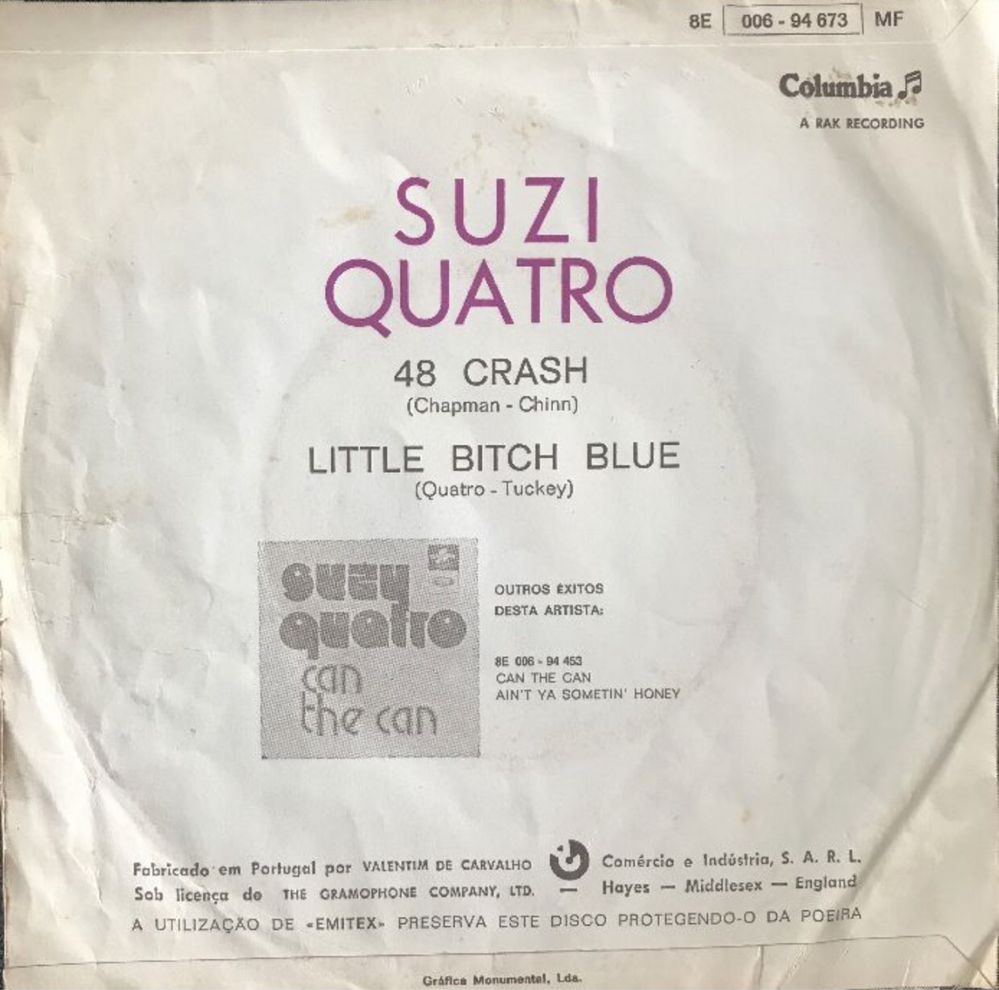 8E 006 - 94 673 MF
Columbia
A RAK RECORDING
SUZI
QUATRO
48 CRASH
(Chapman - Chinn)
LITTLE BITCH BLUE
(Quatro - Tuckey)
suzy
quatro
can
the can
OUTROS ÊXITOS
DESTA ARTISTA:
8E 006 - 94 453
CAN THE CAN
AIN'T YA SOMETIN' HONEY
Fabricado em Portugal por VALENTIM DE CARVALHO Comércio e Indústria, S. A. R. L.
Sob licença de THE GRAMOPHONE COMPANY, LTD. — Hayes — Middlesex — England
A UTILIZAÇÃO DE «EMITEX» PRESERVA ESTE DISCO PROTEGENDO-O DA POEIRA
Gráfica Monumental, Lda.